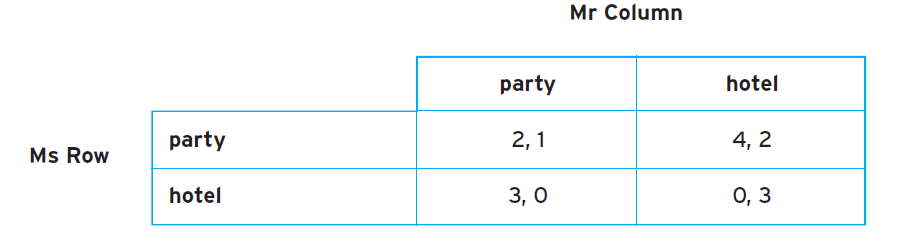 Mr Column
party hotel
party 2, 1 4, 2
Ms Row
hotel 3, 0 0, 3